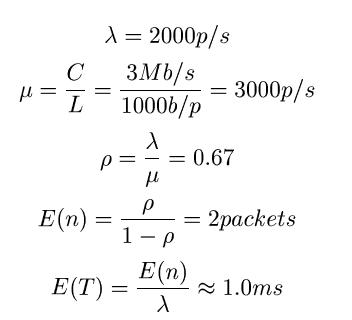 λ = 2000p/s
μ = C/L = 3Mb/s / 1000b/p = 3000p/s
ρ = λ/μ = 0.67
E(n) = ρ / 1 − ρ = 2packets
E(T) = E(n) / λ ≈ 1.0ms